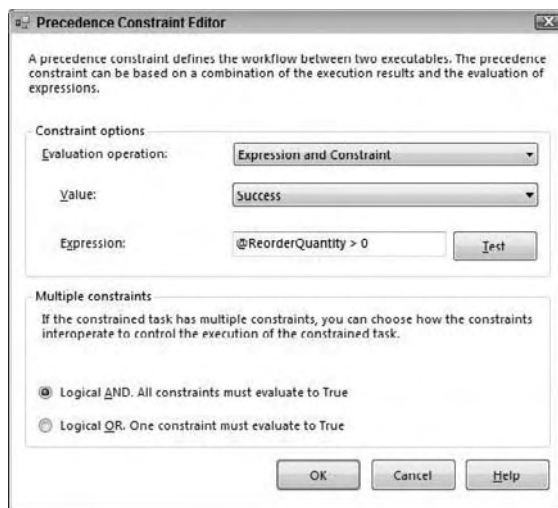 Precedence Constraint Editor
A precedence constraint defines the workflow between two executables. The precedence
constraint can be based on a combination of the execution results and the evaluation of
expressions.
Constraint options
Evaluation operation: Expression and Constraint
Value: Success
Expression: @ReorderQuantity > 0 Test
Multiple constraints
If the constrained task has multiple constraints, you can choose how the constraints
interoperate to control the execution of the constrained task.
Logical AND. All constraints must evaluate to True
Logical OR. One constraint must evaluate to True
OK Cancel Help